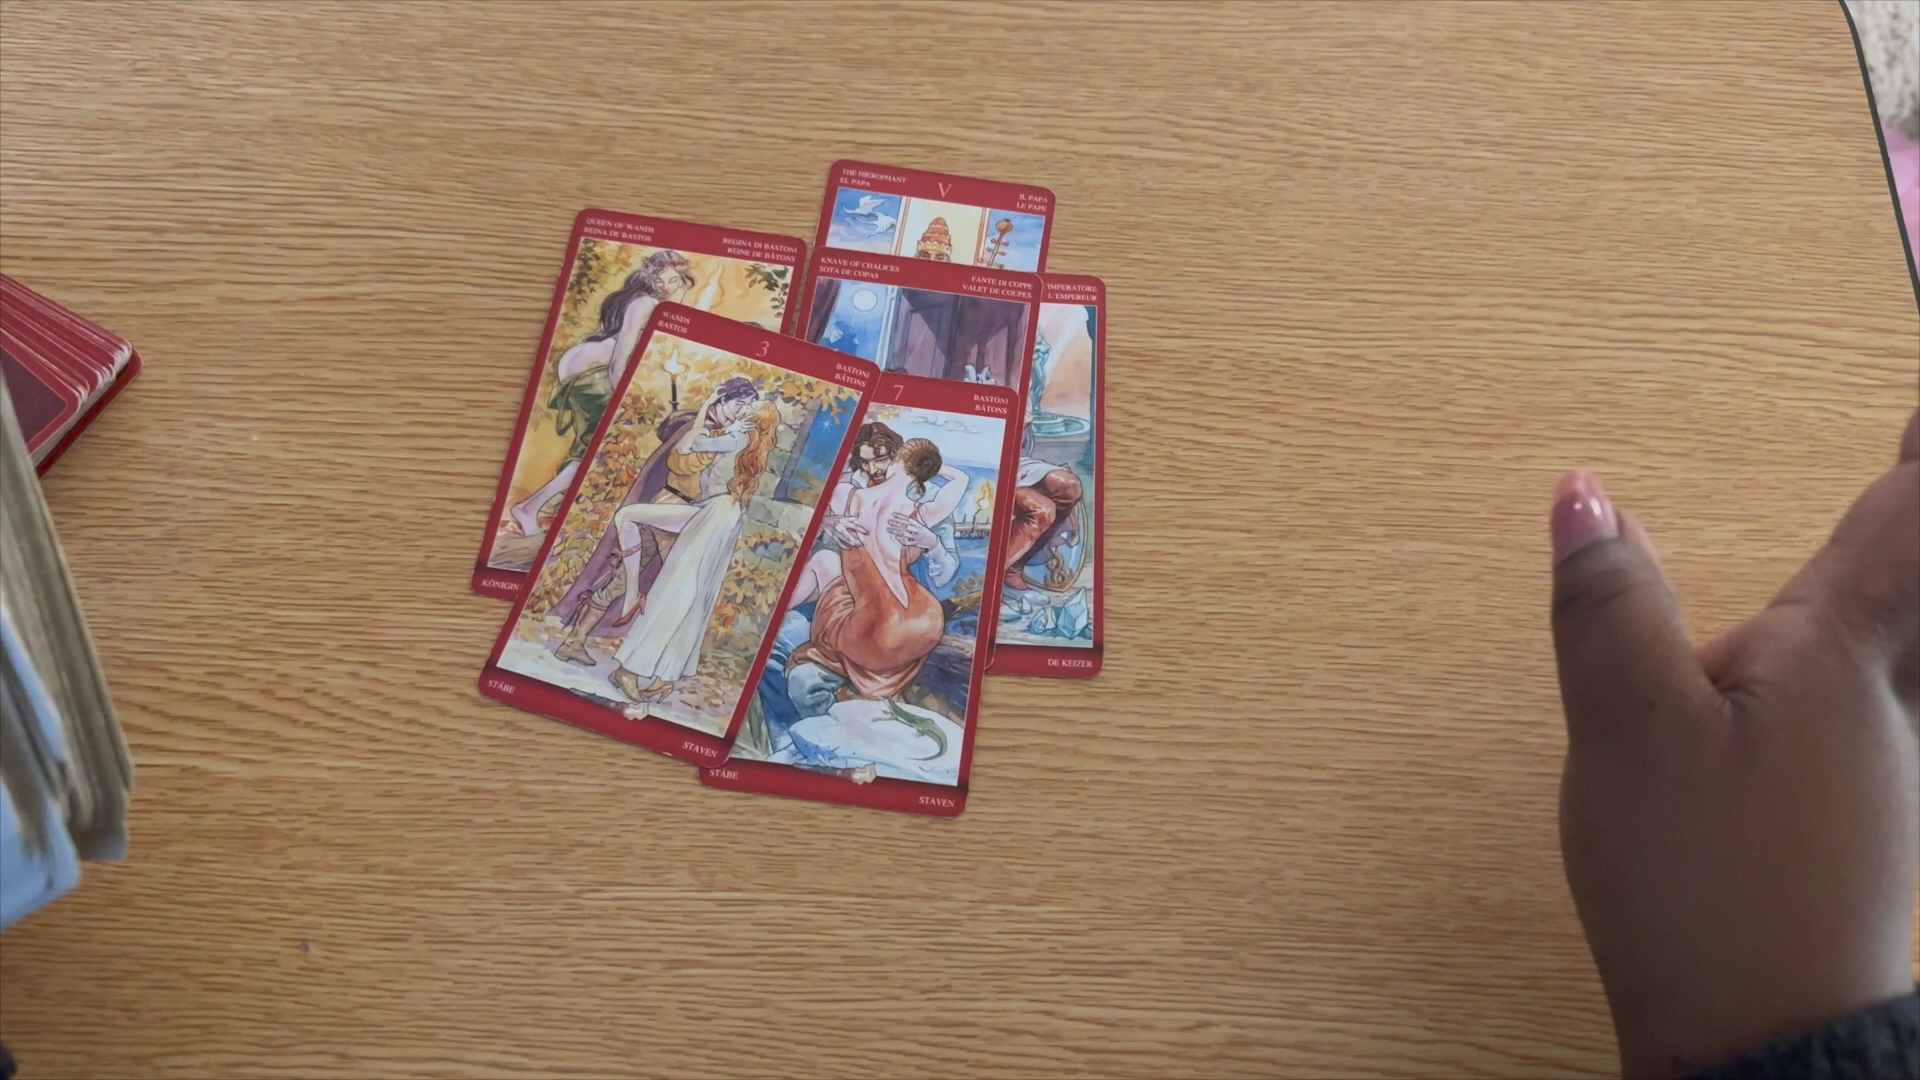 THE HIEROPHANT
EL PAPA
V
IL PAPA
LE PAPE
QUEEN OF WANDS
REINA DE BASTOS
REGINA DI BASTONI
REINE DE BÂTONS
KÖNIGIN
KNAVE OF CHALICES
SOTA DE COPAS
FANTE DI COPPE
VALET DE COUPES
IMPERATORE
L'EMPEREUR
DE KEIZER
WANDS
BASTOS
3
BASTONI
BÂTONS
STÄBE
STAVEN
7
BASTONI
BÂTONS
STÄBE
STAVEN